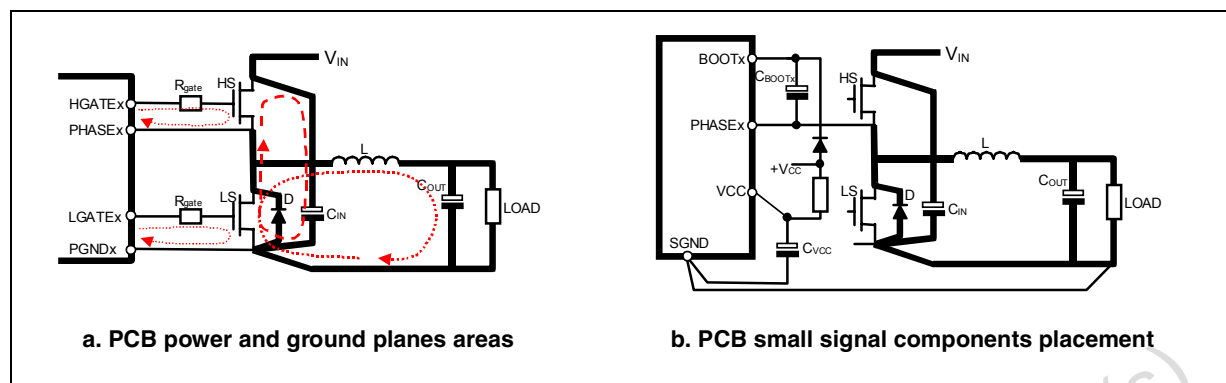 VIN
HS
Rgate
HGATEx
PHASEx
L
COUT
LOAD
LS
Rgate
D
CIN
LGATEx
PGNDx
a. PCB power and ground planes areas
BOOTx
CBOOTx
VIN
HS
PHASEx
L
+VCC
VCC
LS
D
CIN
COUT
LOAD
SGND
CVCC
b. PCB small signal components placement